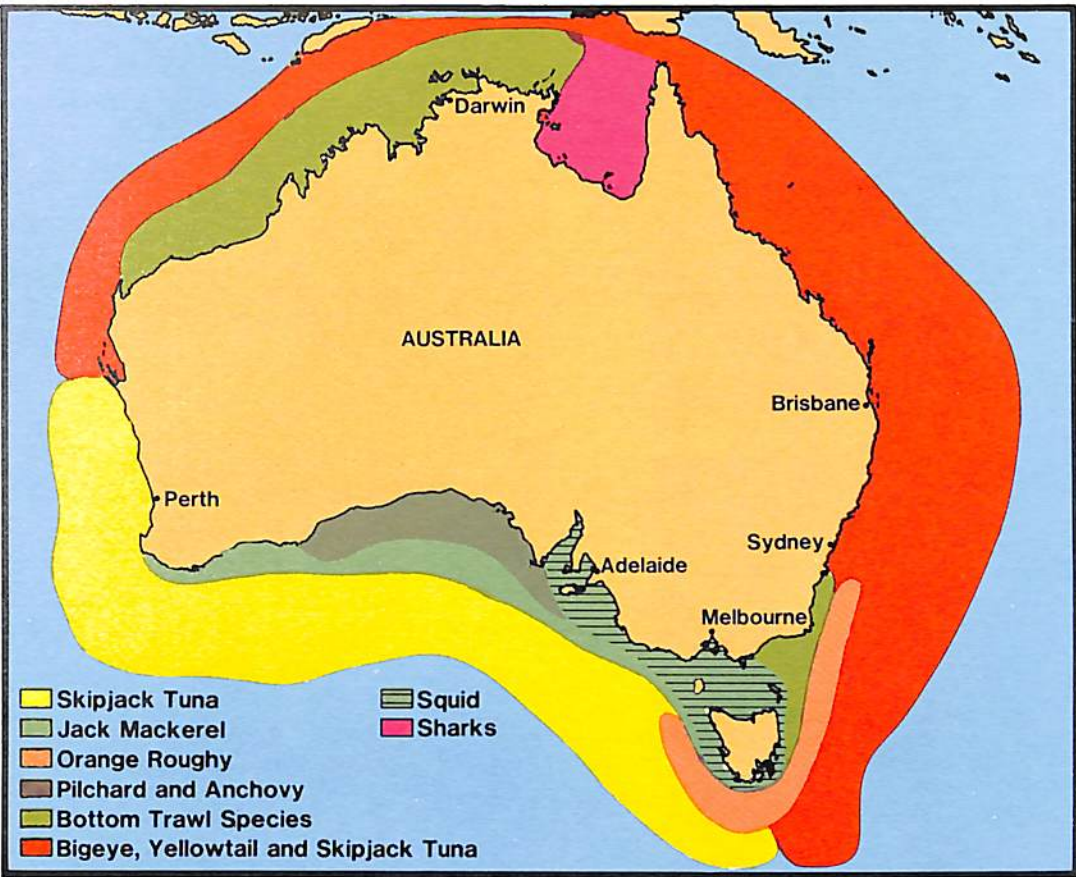 Darwin
AUSTRALIA
Brisbane
Perth
Sydney
Adelaide
Melbourne
Skipjack Tuna
Jack Mackerel
Orange Roughy
Pilchard and Anchovy
Bottom Trawl Species
Bigeye, Yellowtail and Skipjack Tuna
Squid
Sharks